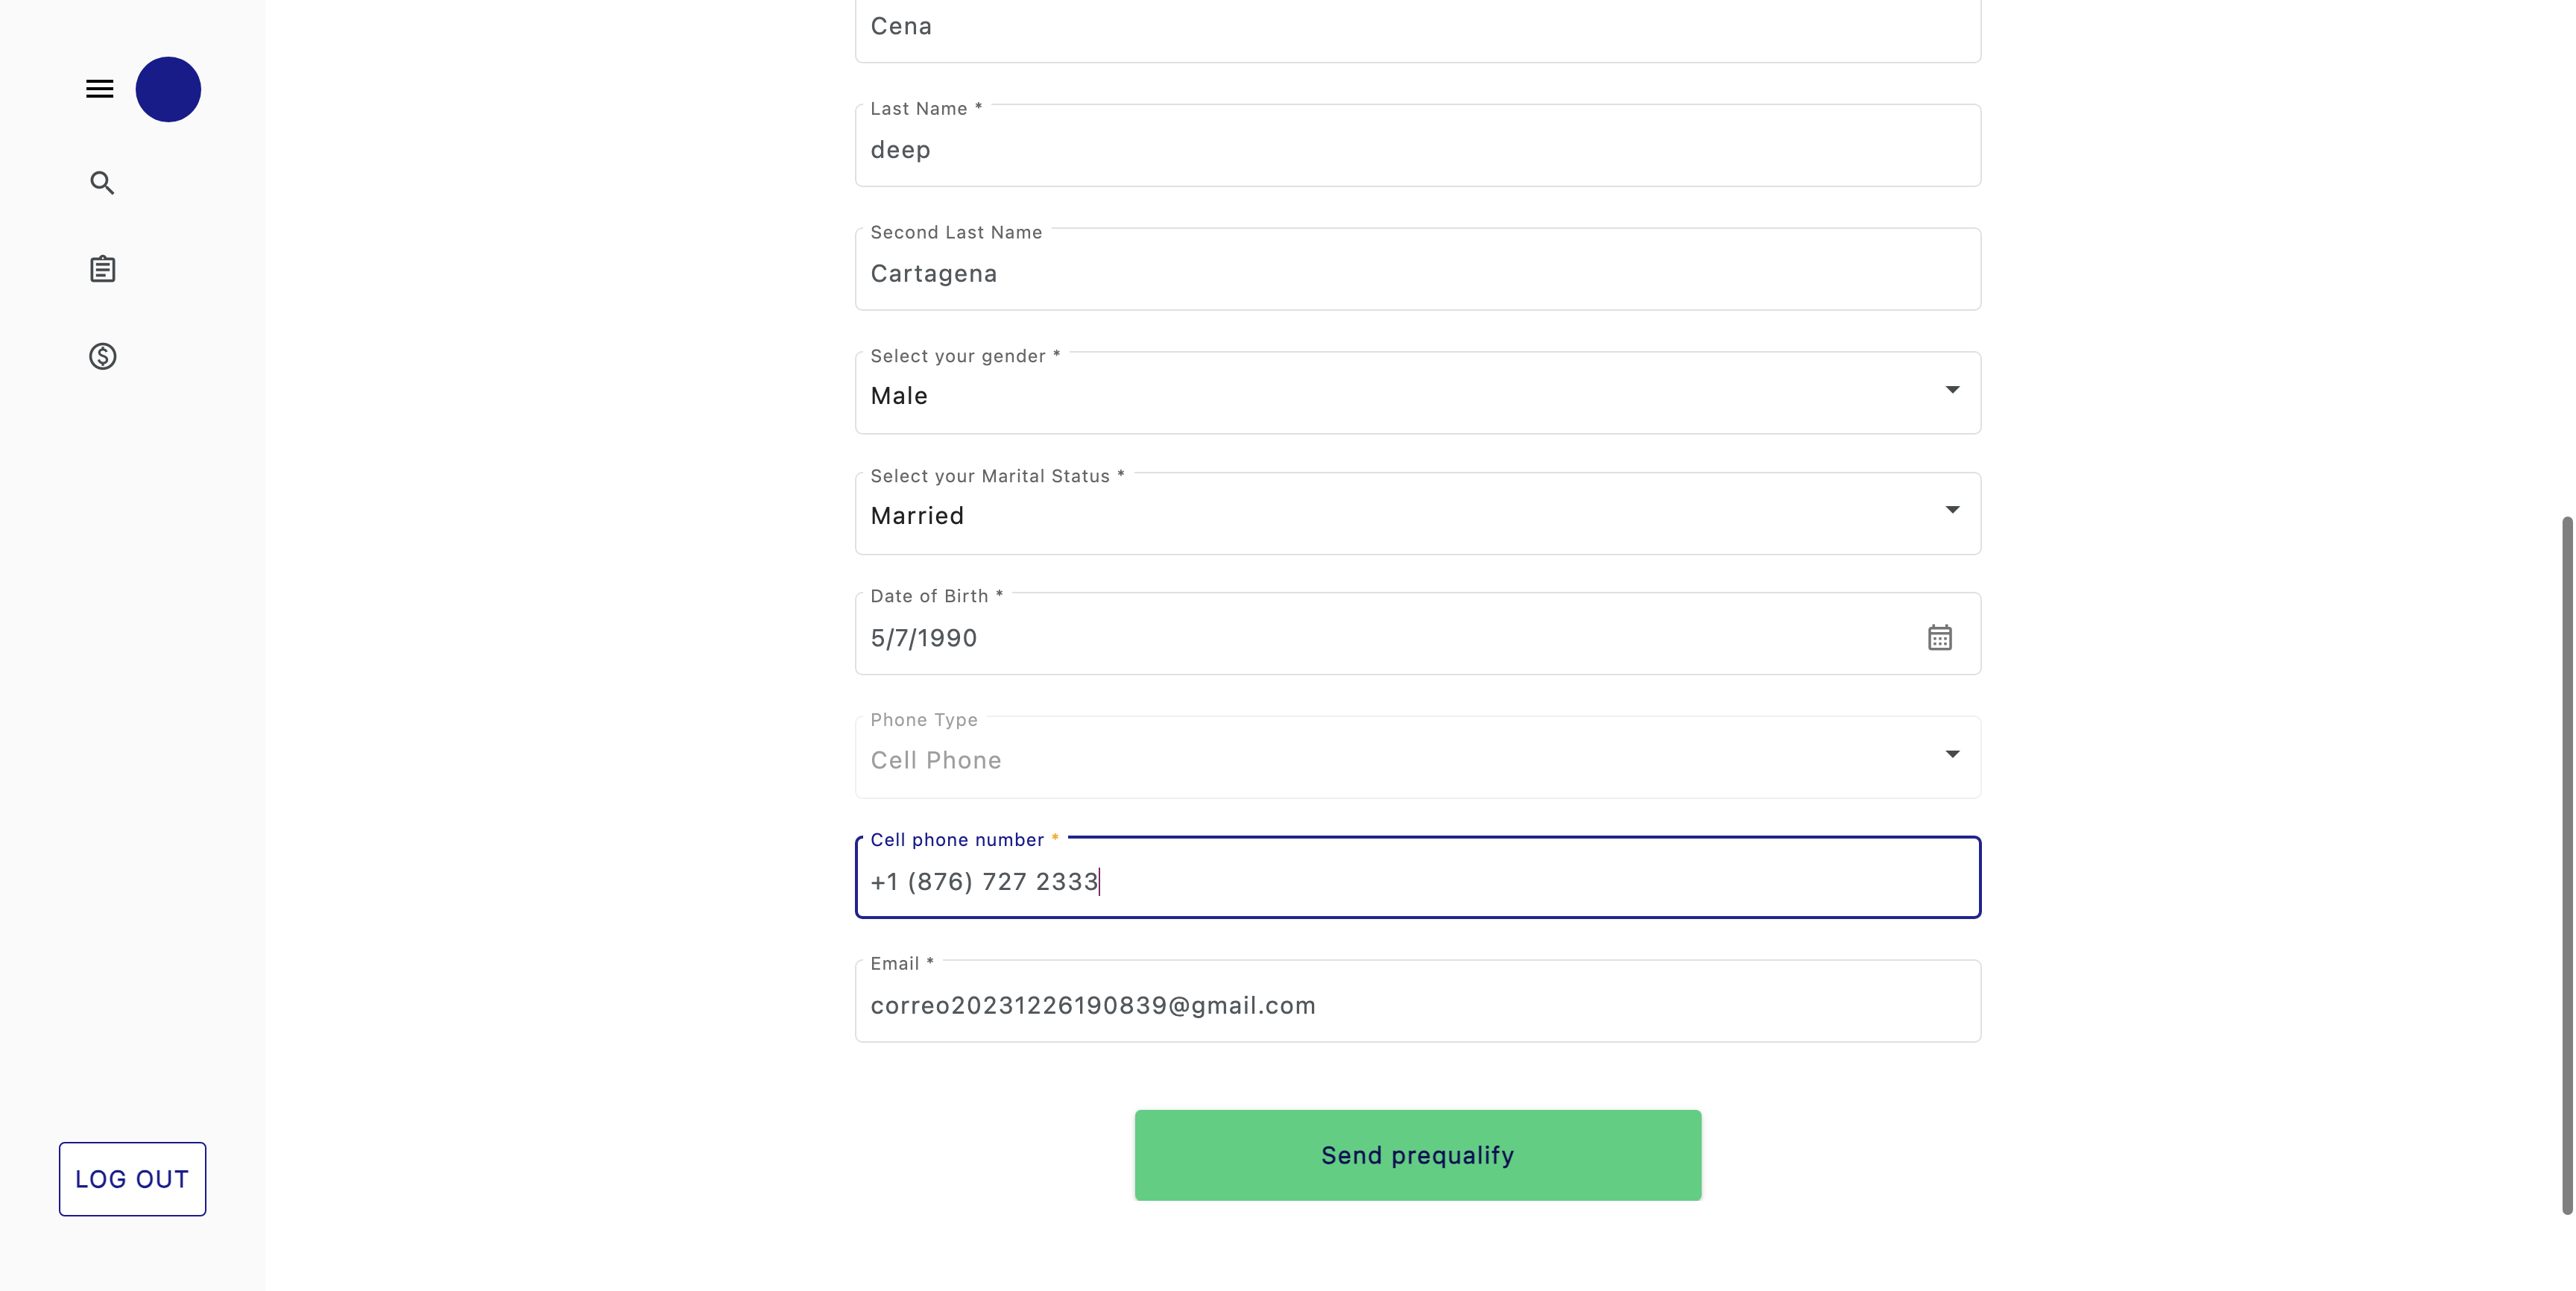 Cena
Last Name *
deep
Second Last Name
Cartagena
Select your gender *
Male
Select your Marital Status *
Married
Date of Birth *
5/7/1990
Phone Type
Cell Phone
Cell phone number *
+1 (876) 727 2333
Email *
correo20231226190839@gmail.com
Send prequalify
LOG OUT